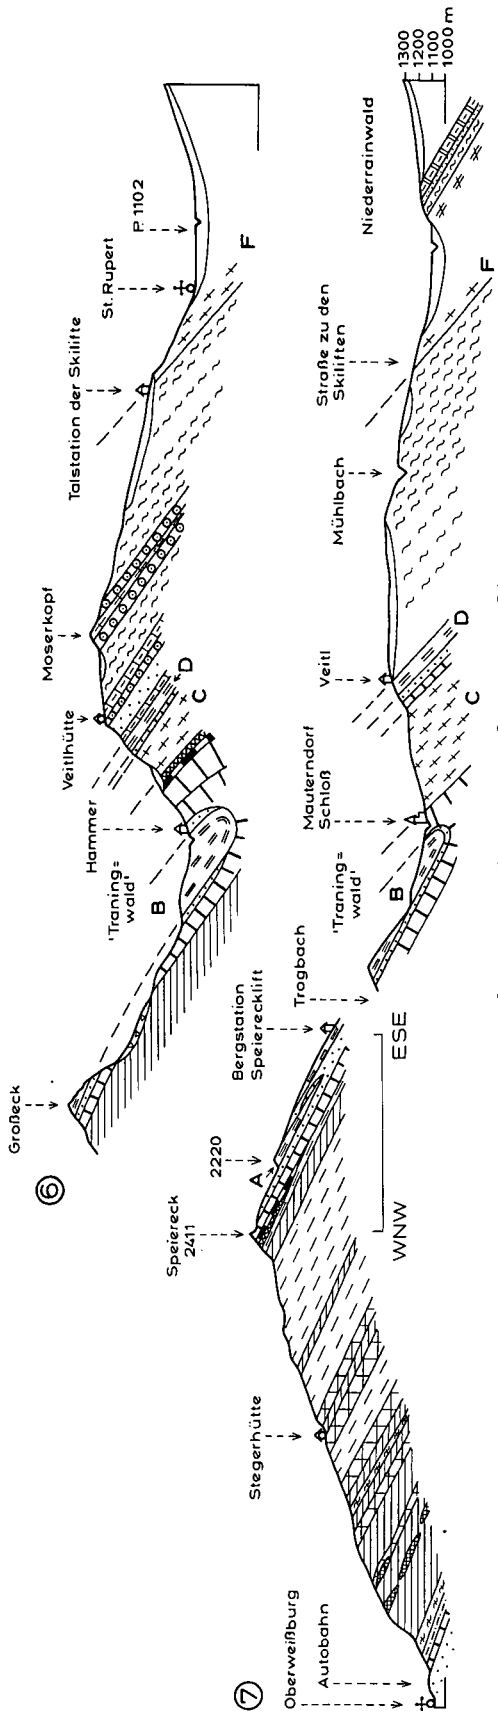 ⑥
Großeck
'Traning=
wald'
B
Hammer
Veitlhütte
Moserkopf
D
C
Talstation der Skilifte
St. Rupert
P. 1102
F
⑦
Oberweißburg
Autobahn
Stegerhütte
Speiereck
2411
A
2220
Bergstation
Speierecklift
WNW
ESE
Trogbach
'Traning=
wald'
B
Mauterndorf
Schloß
C
Veitl
D
Mühlbach
Straße zu den
Skiliften
F
Niederrainwald
1300
1200
1100
1000 m